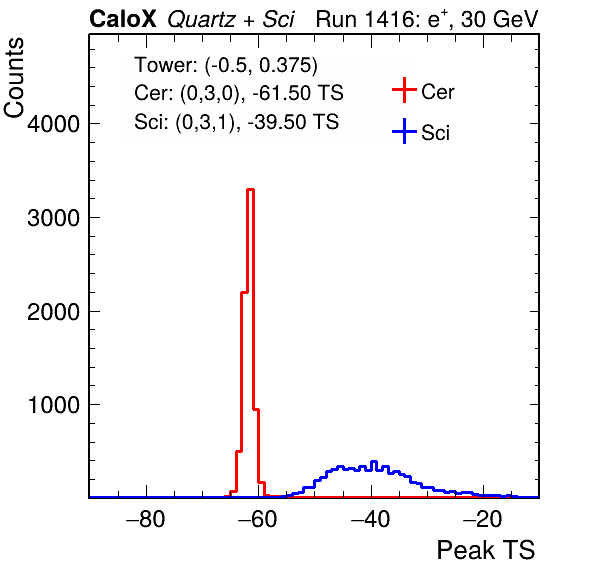 CaloX Quartz + Sci Run 1416: e⁺, 30 GeV
Counts
Tower: (-0.5, 0.375)
Cer: (0,3,0), -61.50 TS
Sci: (0,3,1), -39.50 TS
Cer
Sci
4000
3000
2000
1000
−80 −60 −40 −20
Peak TS